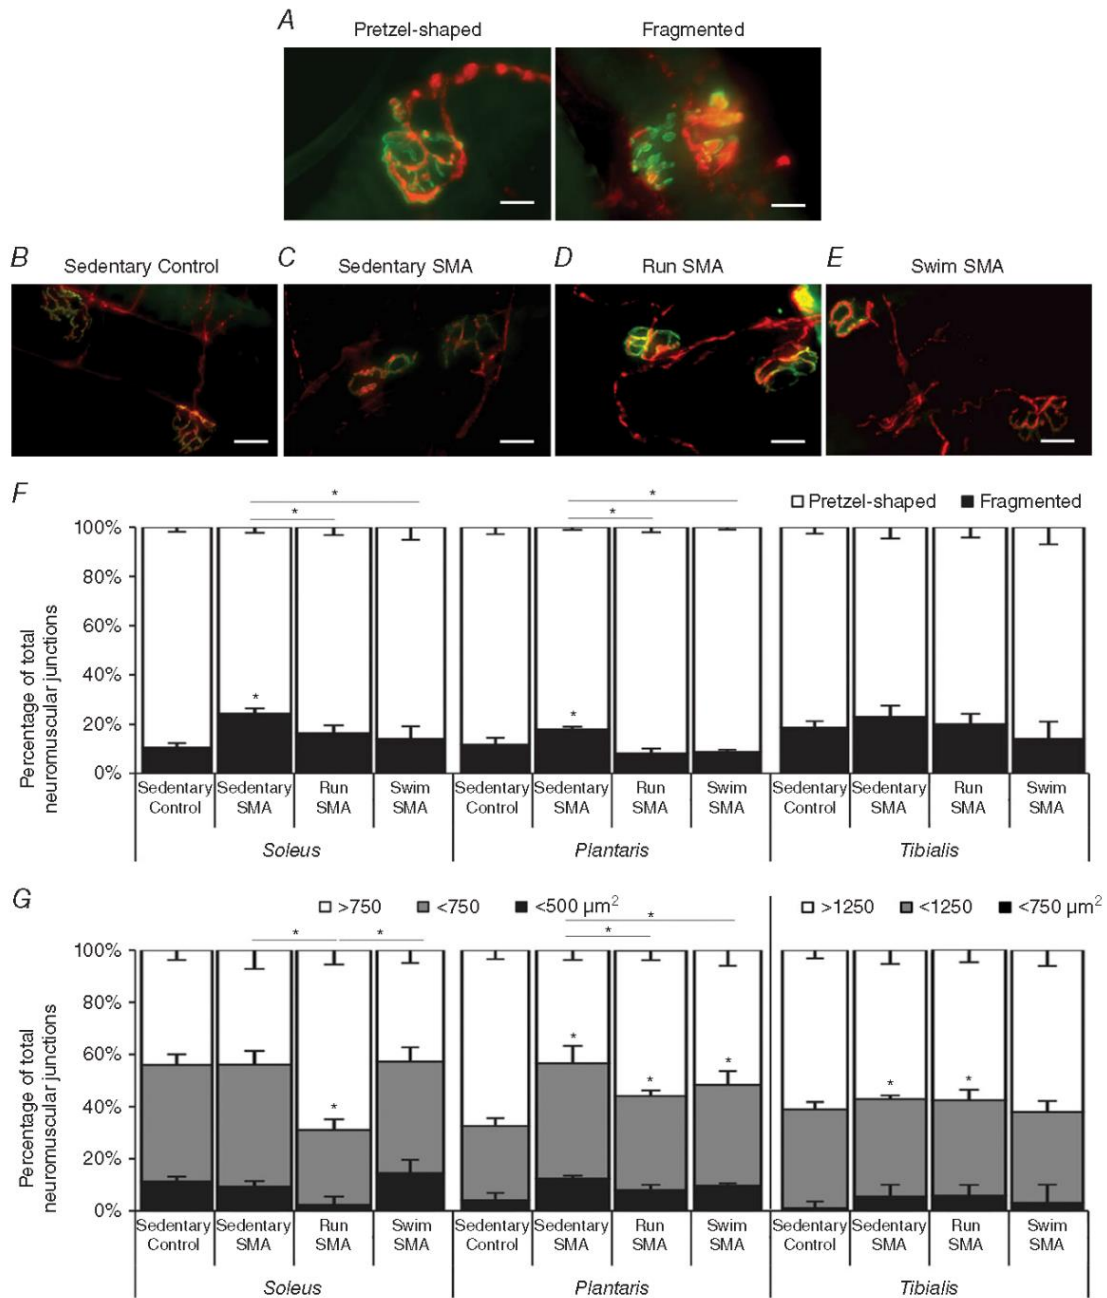 A
Pretzel-shaped Fragmented
B Sedentary Control C Sedentary SMA D Run SMA E Swim SMA
F
* *
* *
Pretzel-shaped Fragmented
Percentage of total
neuromuscular junctions
100%
80%
60%
40%
20%
0%
* *
Sedentary Sedentary Run Swim Sedentary Sedentary Run Swim Sedentary Sedentary Run Swim
Control SMA SMA SMA Control SMA SMA SMA Control SMA SMA SMA
Soleus Plantaris Tibialis
G
>750 <750 <500 µm² >1250 <1250 <750 µm²
* * * *
Percentage of total
neuromuscular junctions
100%
80%
60%
40%
20%
0%
* * * * * *
Sedentary Sedentary Run Swim Sedentary Sedentary Run Swim Sedentary Sedentary Run Swim
Control SMA SMA SMA Control SMA SMA SMA Control SMA SMA SMA
Soleus Plantaris Tibialis